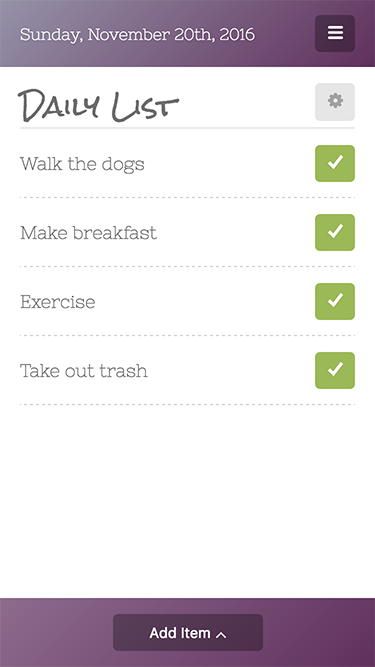 Sunday, November 20th, 2016
Daily List
Walk the dogs
Make breakfast
Exercise
Take out trash
Add Item